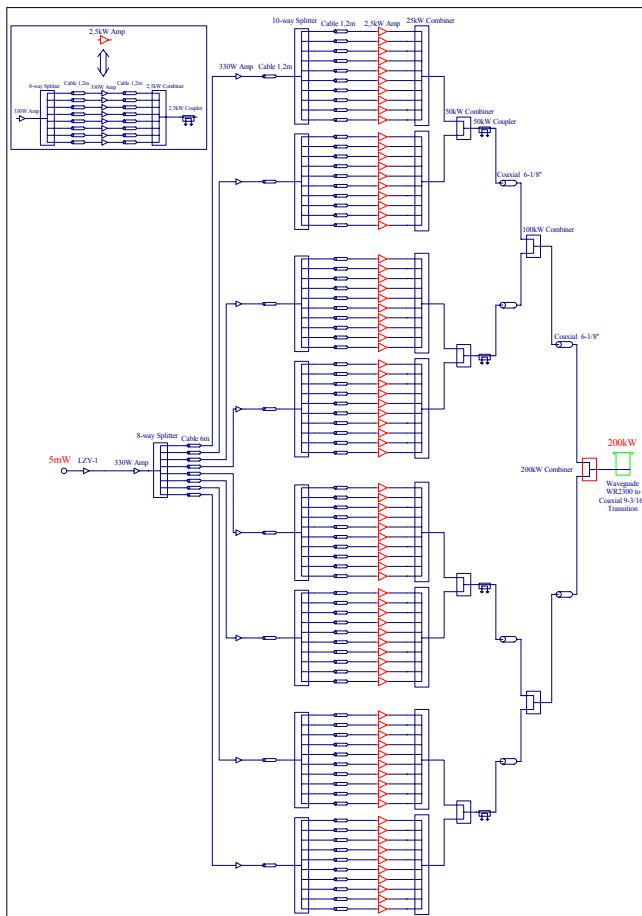 2,5kW Amp
8-way Splitter
Cable 1,2m
330W Amp
Cable 1,2m
2,5kW Combiner
330W Amp
2,5kW Coupler
330W Amp
Cable 1,2m
10-way Splitter
Cable 1,2m
2,5kW Amp
25kW Combiner
50kW Combiner
50kW Coupler
Coaxial 6-1/8"
100kW Combiner
Coaxial 6-1/8"
8-way Splitter
Cable 6m
5mW
LZY-1
330W Amp
200kW Combiner
200kW
Waveguide
WR2300 to
Coaxial 9-3/16"
Transition